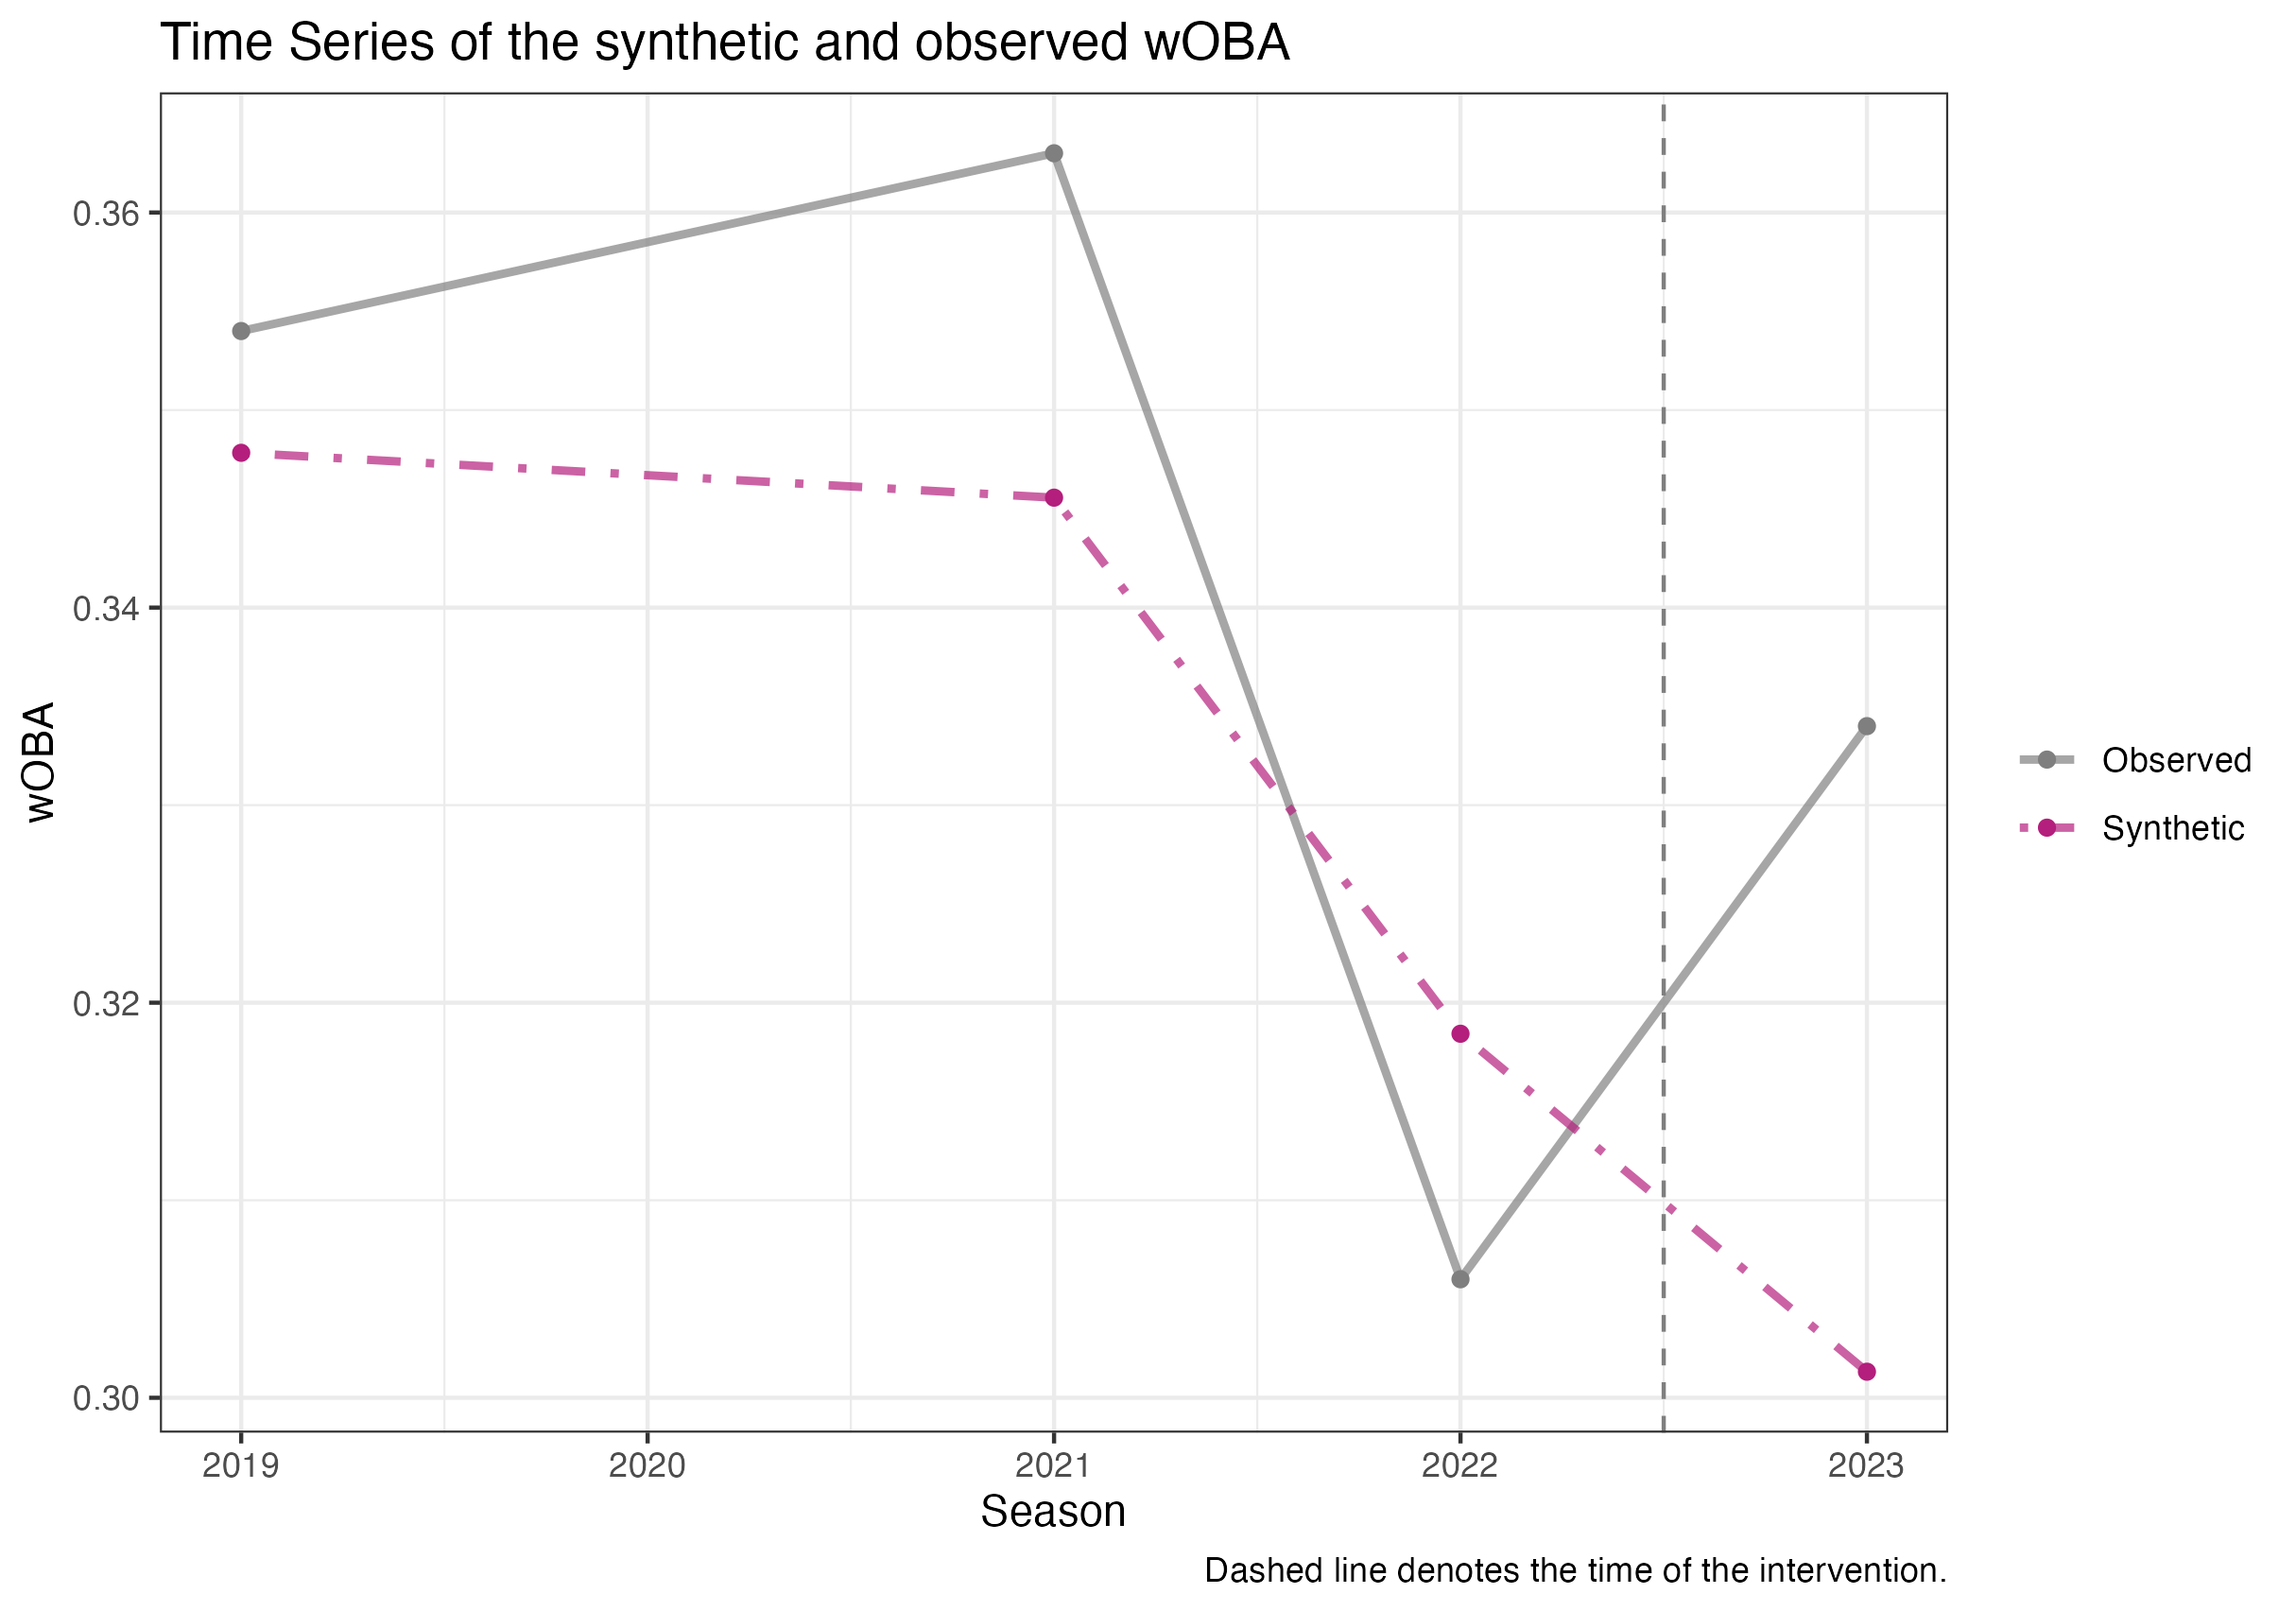 Time Series of the synthetic and observed wOBA
wOBA
0.36
0.34
0.32
0.30
2019 2020 2021 2022 2023
Season
Observed
Synthetic
Dashed line denotes the time of the intervention.